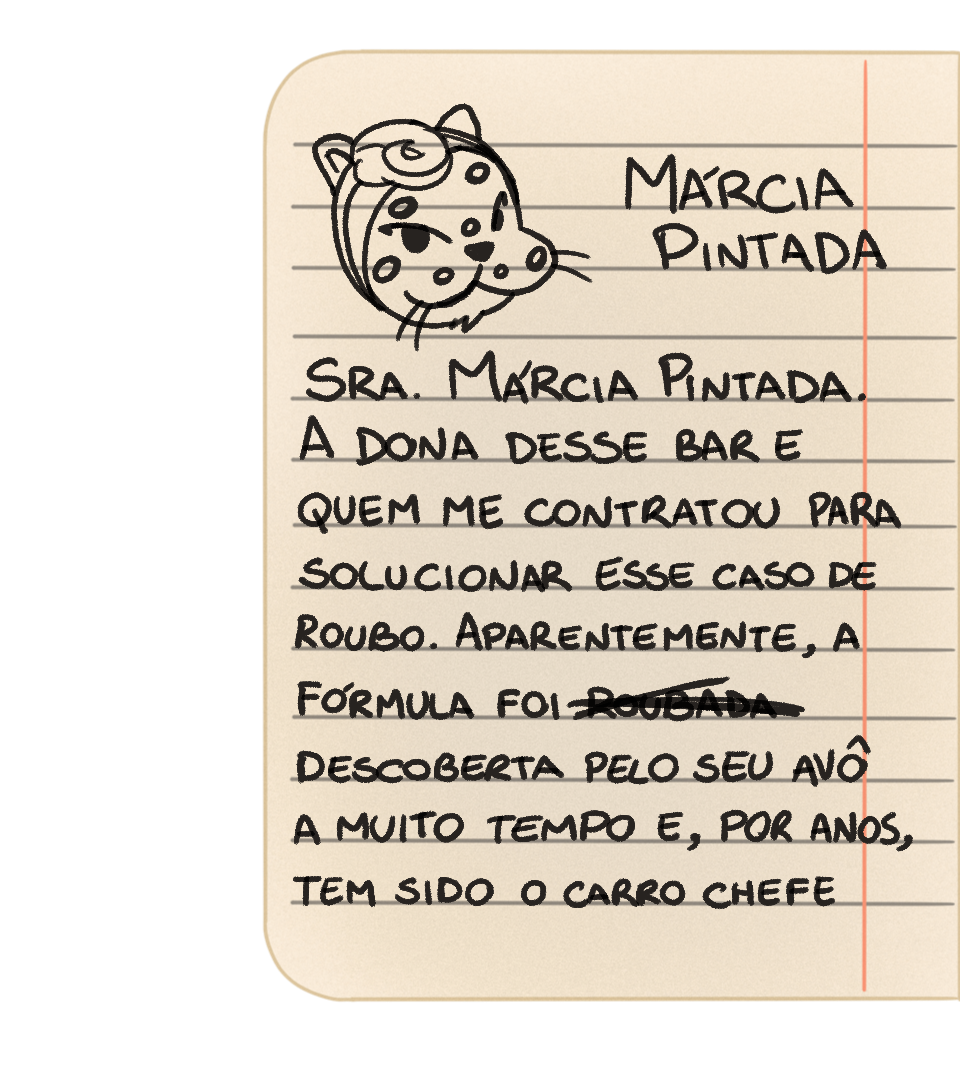 MÁRCIA
PINTADA
SRA. MÁRCIA PINTADA.
A DONA DESSE BAR E
QUEM ME CONTRATOU PARA
SOLUCIONAR ESSE CASO DE
ROUBO. APARENTEMENTE, A
FÓRMULA FOI ROUBADA
DESCOBERTA PELO SEU AVÔ
A MUITO TEMPO E, POR ANOS,
TEM SIDO O CARRO CHEFE